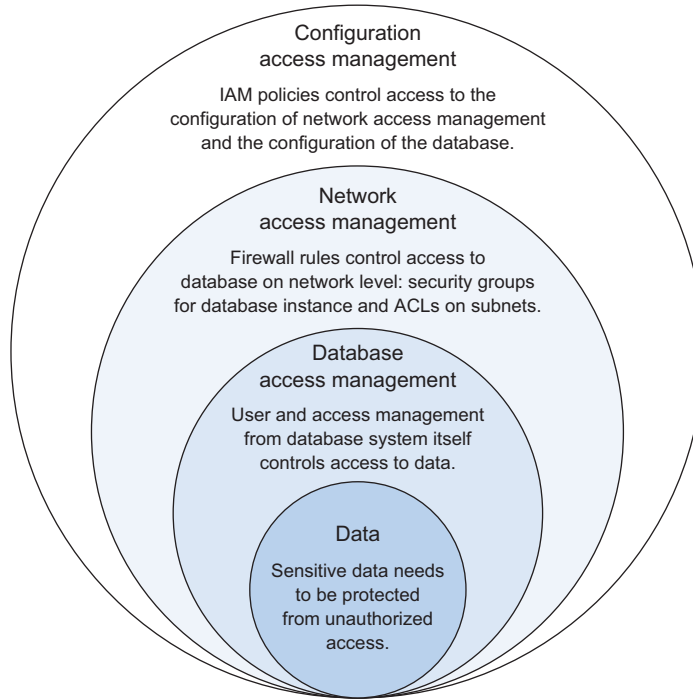 Configuration
access management
IAM policies control access to the
configuration of network access management
and the configuration of the database.
Network
access management
Firewall rules control access to
database on network level: security groups
for database instance and ACLs on subnets.
Database
access management
User and access management
from database system itself
controls access to data.
Data
Sensitive data needs
to be protected
from unauthorized
access.